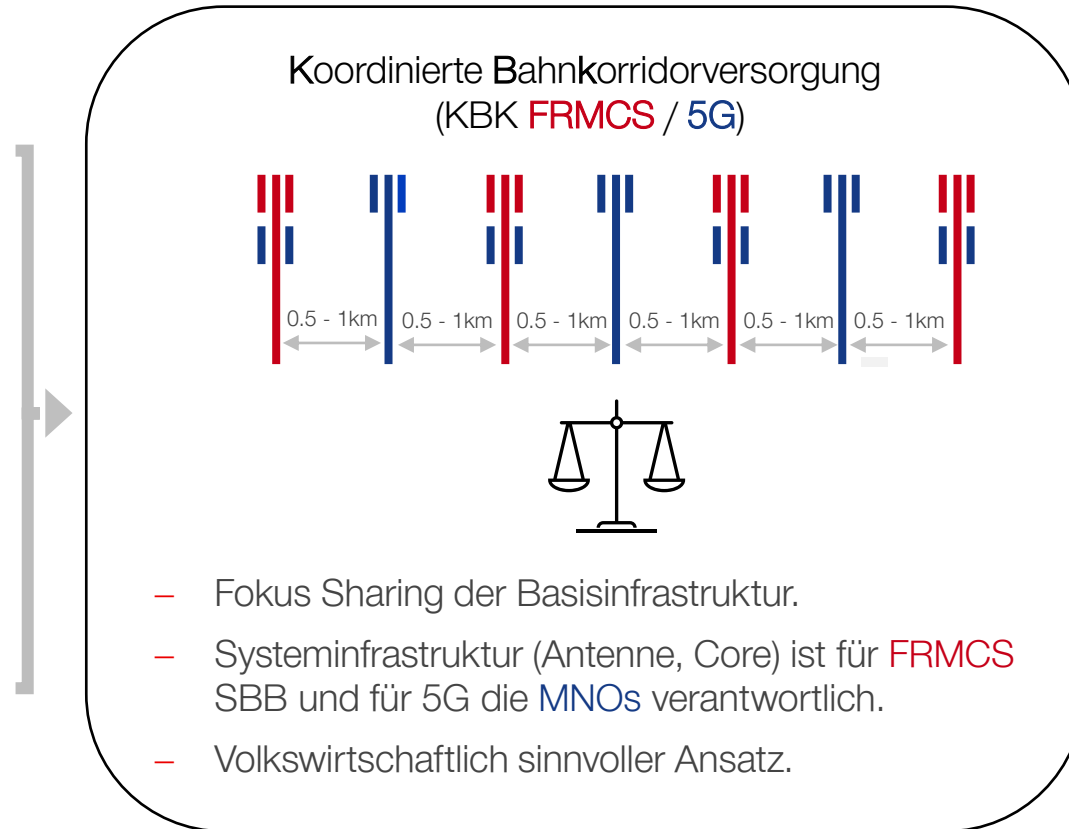 Koordinierte Bahnkorridorversorgung
(KBK FRMCS / 5G)
0.5 - 1km
0.5 - 1km
0.5 - 1km
0.5 - 1km
0.5 - 1km
0.5 - 1km
– Fokus Sharing der Basisinfrastruktur.
– Systeminfrastruktur (Antenne, Core) ist für FRMCS
SBB und für 5G die MNOs verantwortlich.
– Volkswirtschaftlich sinnvoller Ansatz.